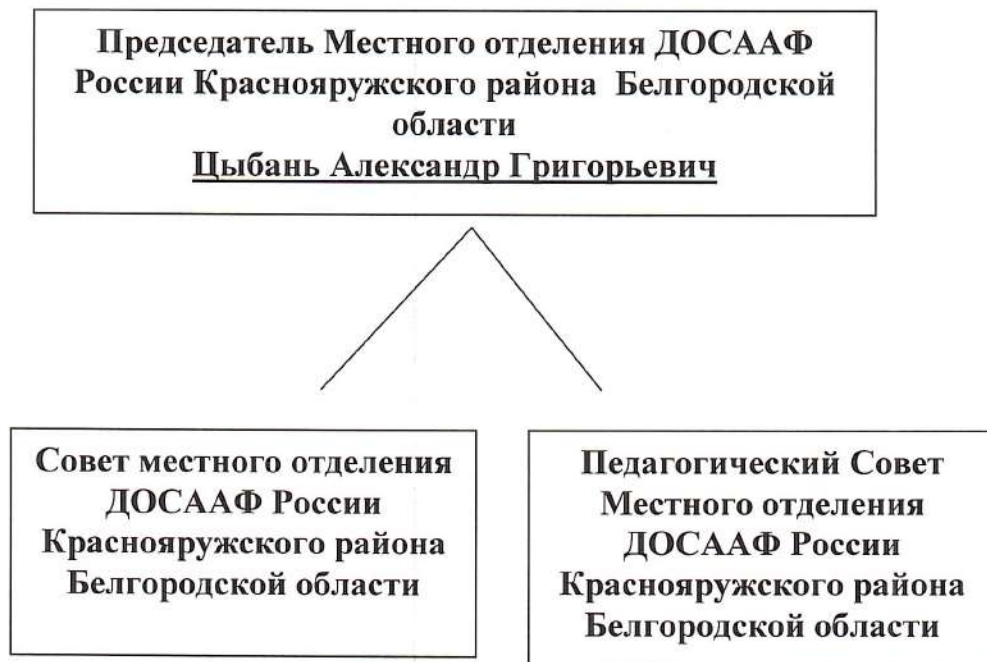 Председатель Местного отделения ДОСААФ
России Краснояружского района Белгородской
области
Цыбань Александр Григорьевич
Совет местного отделения
ДОСААФ России
Краснояружского района
Белгородской области
Педагогический Совет
Местного отделения
ДОСААФ России
Краснояружского района
Белгородской области